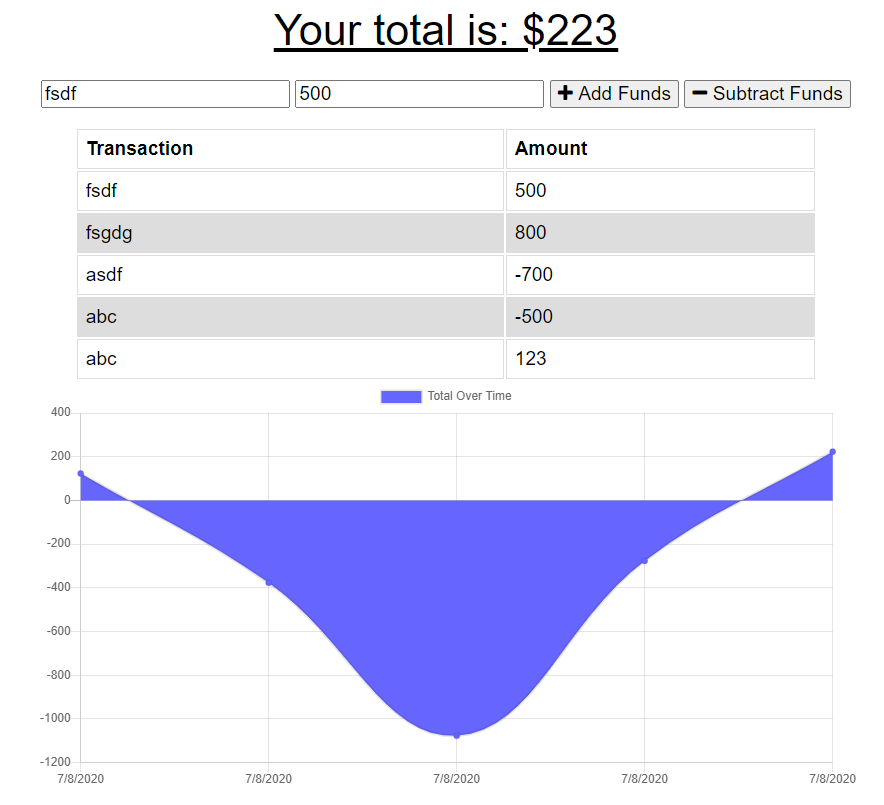 Your total is: $223
fsdf 500 Add Funds Subtract Funds
Transaction Amount
fsdf 500
fsgdg 800
asdf -700
abc -500
abc 123
Total Over Time
400
200
0
-200
-400
-600
-800
-1000
-1200
7/8/2020 7/8/2020 7/8/2020 7/8/2020 7/8/2020